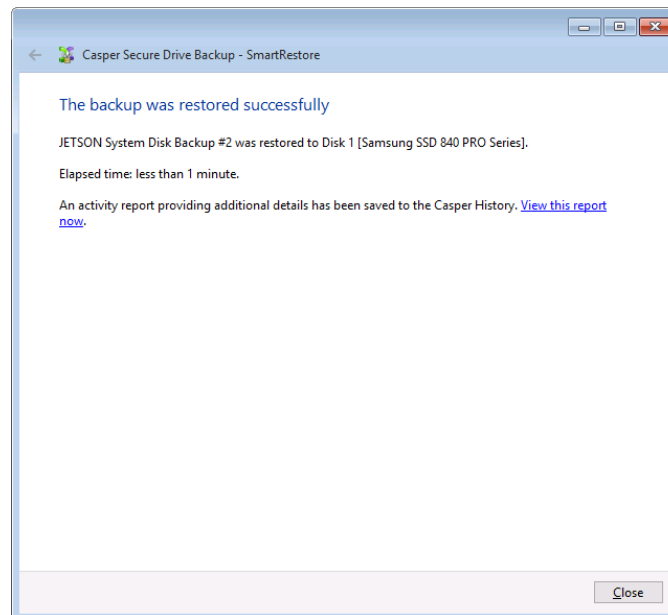 Casper Secure Drive Backup - SmartRestore
The backup was restored successfully
JETSON System Disk Backup #2 was restored to Disk 1 [Samsung SSD 840 PRO Series].
Elapsed time: less than 1 minute.
An activity report providing additional details has been saved to the Casper History. View this report
now.
Close